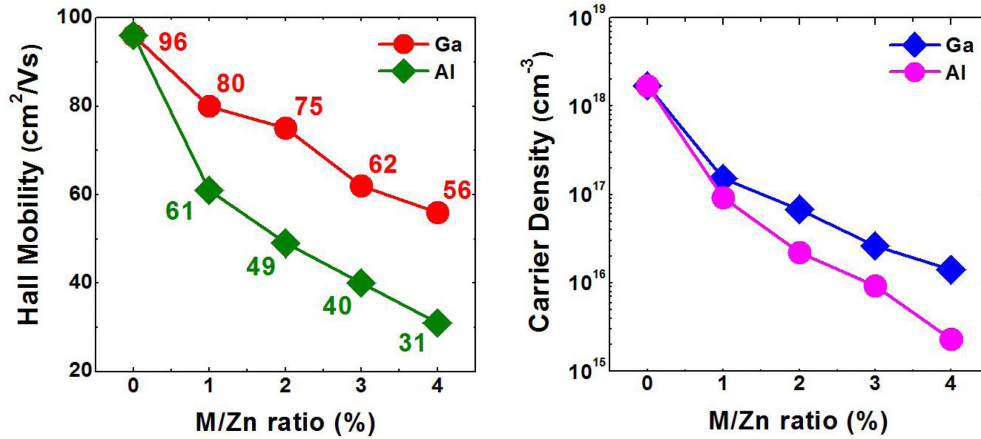 Hall Mobility (cm²/Vs)
100
80
60
40
20
Ga
Al
96
80
75
62
56
61
49
40
31
0 1 2 3 4
M/Zn ratio (%)
Carrier Density (cm⁻³)
10¹⁹
10¹⁸
10¹⁷
10¹⁶
10¹⁵
Ga
Al
0 1 2 3 4
M/Zn ratio (%)